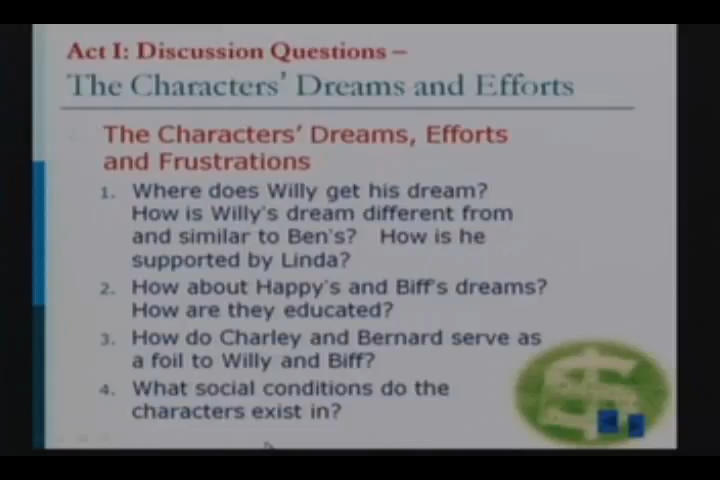 Act I: Discussion Questions –
The Characters' Dreams and Efforts
The Characters' Dreams, Efforts
and Frustrations
1. Where does Willy get his dream?
How is Willy's dream different from
and similar to Ben's? How is he
supported by Linda?
2. How about Happy's and Biff's dreams?
How are they educated?
3. How do Charley and Bernard serve as
a foil to Willy and Biff?
4. What social conditions do the
characters exist in?